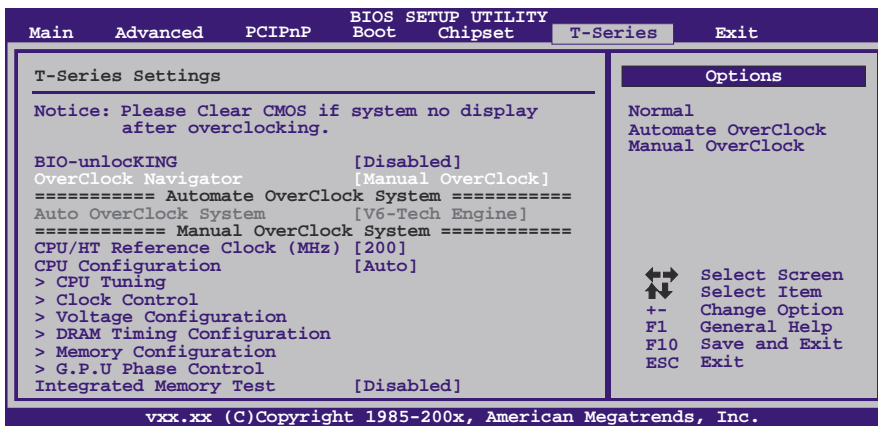 BIOS SETUP UTILITY
Main Advanced PCIPnP Boot Chipset T-Series Exit
T-Series Settings
Notice: Please Clear CMOS if system no display
after overclocking.
BIO-unlocKING [Disabled]
OverClock Navigator [Manual OverClock]
=========== Automate OverClock System ===========
Auto OverClock System [V6-Tech Engine]
============ Manual OverClock System ============
CPU/HT Reference Clock (MHz) [200]
CPU Configuration [Auto]
> CPU Tuning
> Clock Control
> Voltage Configuration
> DRAM Timing Configuration
> Memory Configuration
> G.P.U Phase Control
Integrated Memory Test [Disabled]
Options
Normal
Automate OverClock
Manual OverClock
Select Screen
Select Item
+- Change Option
F1 General Help
F10 Save and Exit
ESC Exit
vxx.xx (C)Copyright 1985-200x, American Megatrends, Inc.